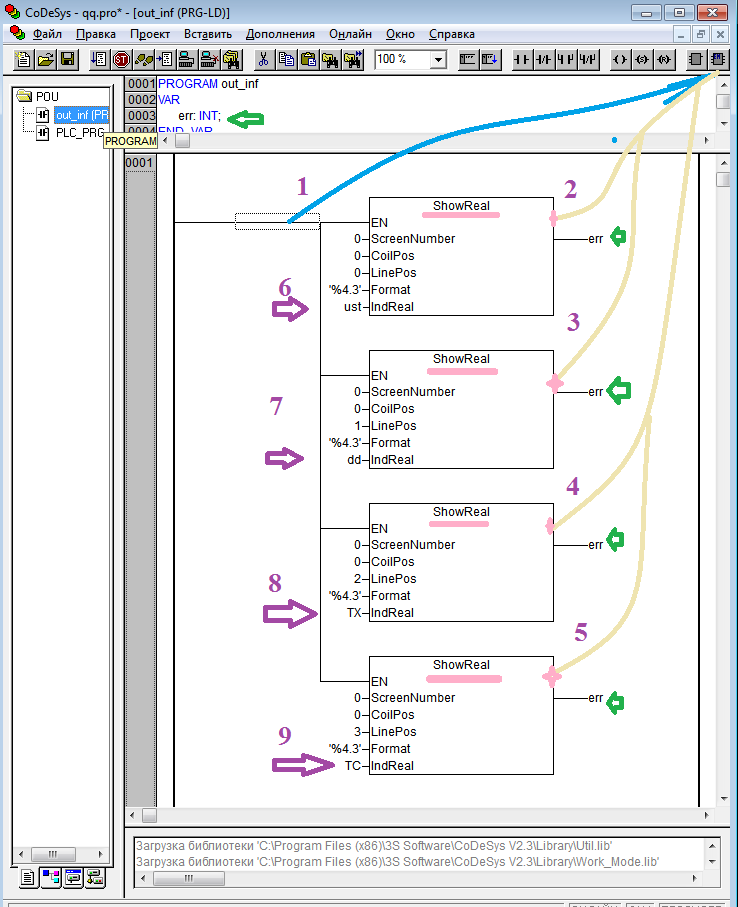 CoDeSys - qq.pro* - [out_inf (PRG-LD)]
Файл Правка Проект Вставить Дополнения Онлайн Окно Справка
100 %
POU
out_inf (PR
PLC_PRG
PROGRAM
0001 PROGRAM out_inf
0002 VAR
0003 err: INT;
0004 END_VAR
0001
1
2
ShowReal
EN
0 ScreenNumber err
0 CoilPos
0 LinePos
6
'%4.3' Format
ust IndReal
3
ShowReal
EN
0 ScreenNumber err
7
0 CoilPos
1 LinePos
'%4.3' Format
dd IndReal
4
ShowReal
EN
0 ScreenNumber err
0 CoilPos
8
2 LinePos
'%4.3' Format
TX IndReal
5
ShowReal
EN
0 ScreenNumber err
0 CoilPos
9
3 LinePos
'%4.3' Format
TC IndReal
Загрузка библиотеки 'C:\Program Files (x86)\3S Software\CoDeSys V2.3\Library\Util.lib'
Загрузка библиотеки 'C:\Program Files (x86)\3S Software\CoDeSys V2.3\Library\Work_Mode.lib'